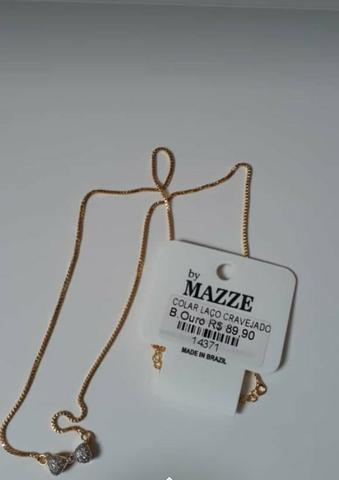 by
MAZZE
COLAR LAÇO CRAVEJADO
B.Ouro R$ 89,90
14371
MADE IN BRAZIL